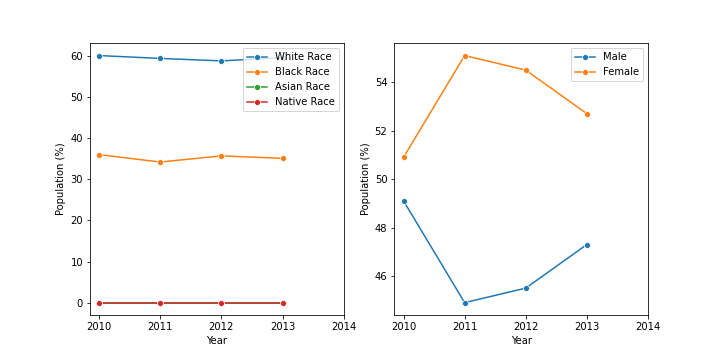 Population (%)
60
50
40
30
20
10
0
White Race
Black Race
Asian Race
Native Race
2010 2011 2012 2013 2014
Year
Population (%)
54
52
50
48
46
Male
Female
2010 2011 2012 2013 2014
Year